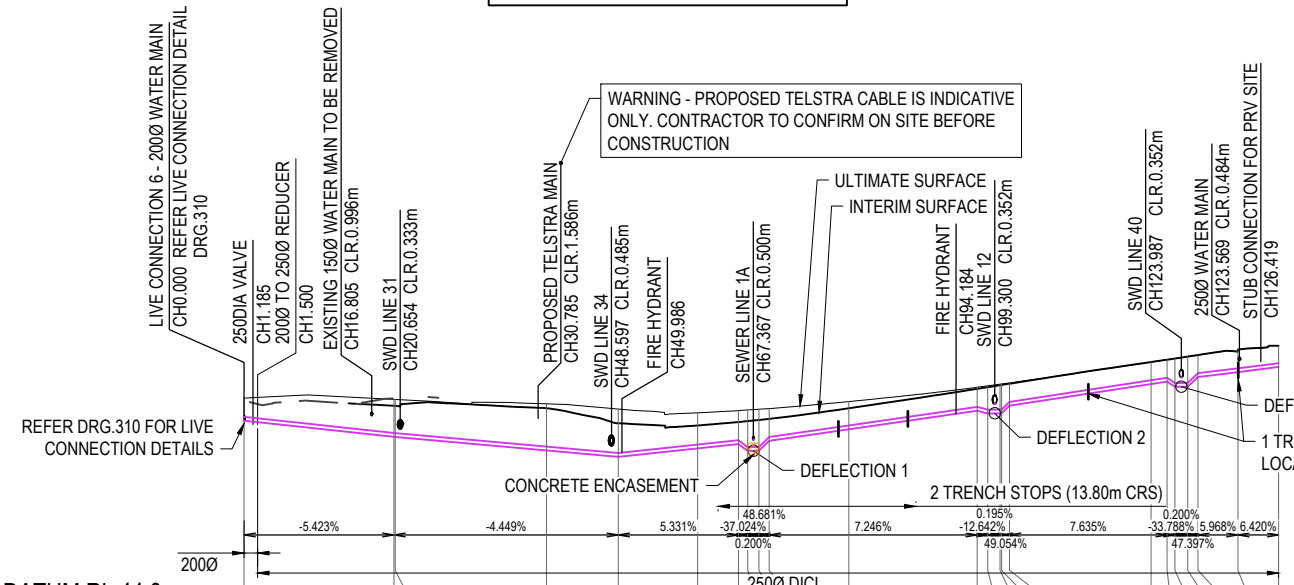 LIVE CONNECTION 6 - 200Ø WATER MAIN
CH0.000 REFER LIVE CONNECTION DETAIL
DRG.310
250DIA VALVE
CH1.185
200Ø TO 250Ø REDUCER
CH1.500
EXISTING 150Ø WATER MAIN TO BE REMOVED
CH16.805 CLR.0.996m
SWD LINE 31
CH20.654 CLR.0.333m
PROPOSED TELSTRA MAIN
CH30.785 CLR.1.586m
SWD LINE 34
CH48.597 CLR.0.485m
FIRE HYDRANT
CH49.986
SEWER LINE 1A
CH67.367 CLR.0.500m
WARNING - PROPOSED TELSTRA CABLE IS INDICATIVE
ONLY. CONTRACTOR TO CONFIRM ON SITE BEFORE
CONSTRUCTION
ULTIMATE SURFACE
INTERIM SURFACE
FIRE HYDRANT
CH94.184
SWD LINE 12
CH99.300 CLR.0.352m
SWD LINE 40
CH123.987 CLR.0.352m
250Ø WATER MAIN
CH123.569 CLR.0.484m
STUB CONNECTION FOR PRV SITE
CH126.419
REFER DRG.310 FOR LIVE
CONNECTION DETAILS
CONCRETE ENCASEMENT
DEFLECTION 1
DEFLECTION 2
DEF
1 TR
LOCA
2 TRENCH STOPS (13.80m CRS)
48.681% 0.195% 0.200%
-5.423% -4.449% 5.331% -37.024% 7.246% -12.642% 7.635% -33.788% 5.968% 6.420%
0.200% 49.054% 47.397%
200Ø
250Ø DICL